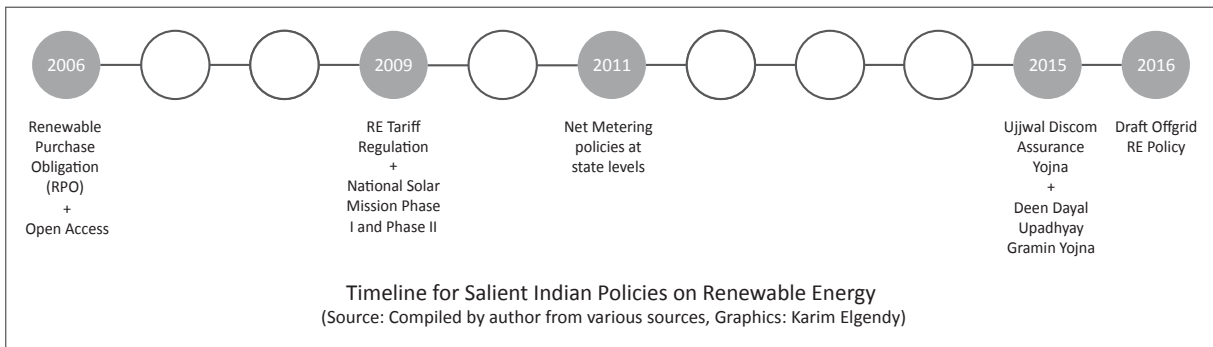 2006
2009
2011
2015
2016
Renewable
Purchase
Obligation
(RPO)
+
Open Access
RE Tariff
Regulation
+
National Solar
Mission Phase
I and Phase II
Net Metering
policies at
state levels
Ujjwal Discom
Assurance
Yojna
+
Deen Dayal
Upadhyay
Gramin Yojna
Draft Offgrid
RE Policy
Timeline for Salient Indian Policies on Renewable Energy
(Source: Compiled by author from various sources, Graphics: Karim Elgendy)